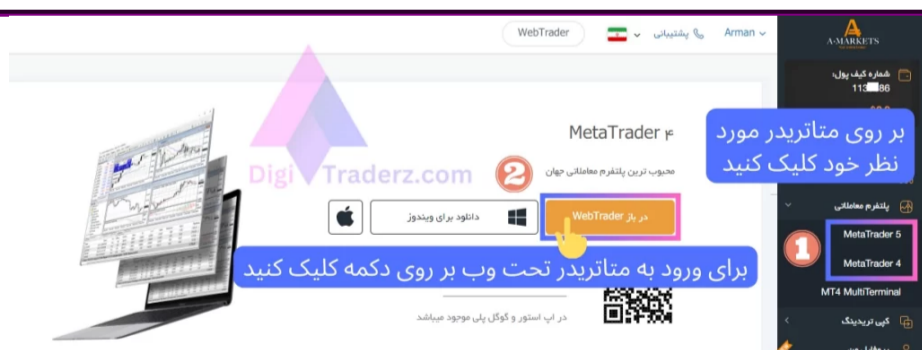 WebTrader
پشتیبانی
Arman
A-MARKETS
شماره کیف پول:
113 86
بر روی متاتریدر مورد
نظر خود کلیک کنید
MetaTrader ۴
محبوب ترین پلتفرم معاملاتی جهان
Digi Traderz.com
2
در باز WebTrader
دانلود برای ویندوز
پلتفرم معاملاتی
MetaTrader 5
1
MetaTrader 4
برای ورود به متاتریدر تحت وب بر روی دکمه کلیک کنید
MT4 MultiTerminal
در اپ استور و گوگل پلی موجود میباشد
کپی تریدینگ